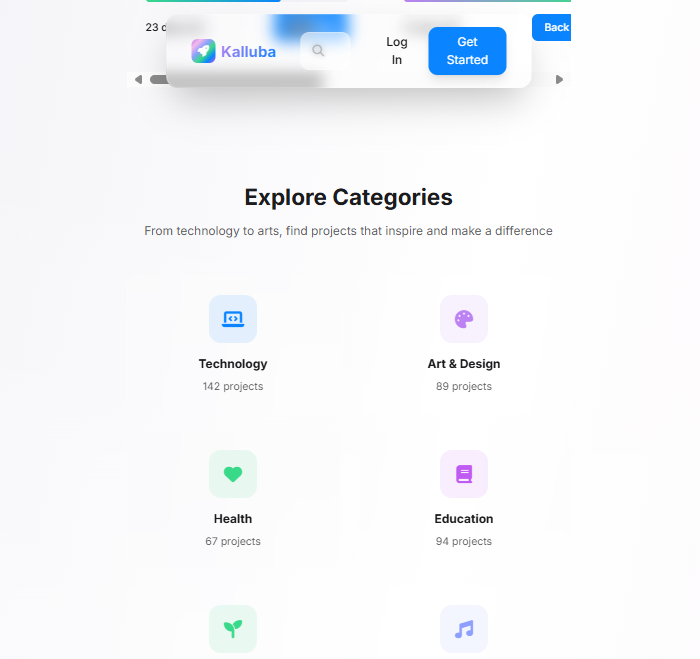 23 d
Back
Kalluba
Log
In
Get
Started
Explore Categories
From technology to arts, find projects that inspire and make a difference
Technology
142 projects
Art & Design
89 projects
Health
67 projects
Education
94 projects